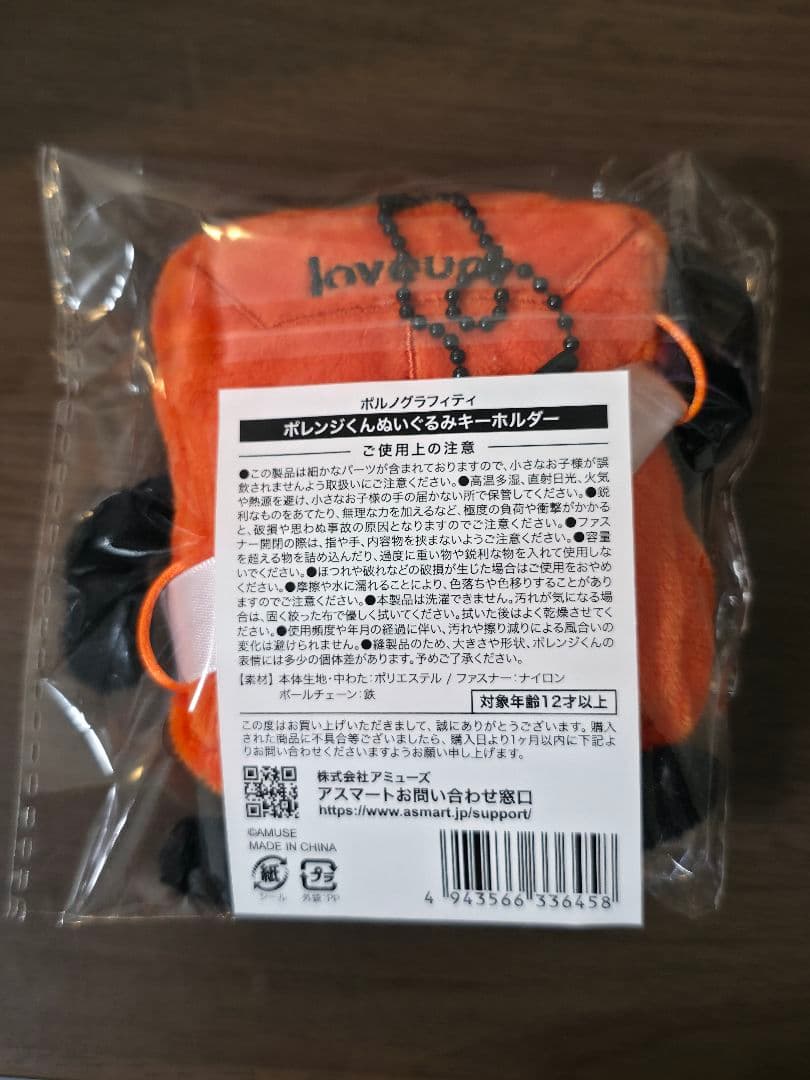 love up
ポルノグラフィティ
ポレンジくんぬいぐるみキーホルダー
ご使用上の注意
●この製品は細かなパーツが含まれておりますので、小さなお子様が誤
飲されませんよう取扱いにご注意ください。●高温多湿、直射日光、火気
や熱源を避け、小さなお子様の手の届かない所で保管してください。●鋭
利なものをあてたり、無理な力を加えるなど、極度の負荷や衝撃がかかる
と、破損や思わぬ事故の原因となりますのでご注意ください。●ファス
ナー開閉の際は、指や手、内容物を挟まないようご注意ください。●容量
を超える物を詰め込んだり、過度に重い物や鋭利な物を入れて使用しな
いでください。●ほつれや破れなどの破損が生じた場合はご使用をおやめ
ください。●摩擦や水に濡れることにより、色落ちや色移りすることがあり
ますのでご注意ください。●本製品は洗濯できません。汚れが気になる場
合は、固く絞った布で優しく拭いてください。拭いた後はよく乾燥させてく
ださい。●使用頻度や年月の経過に伴い、汚れや擦り減りによる風合いの
変化は避けられません。●縫製品のため、大きさや形状、ポレンジくんの
表情には多少の個体差があります。予めご了承ください。
【素材】本体生地・中わた：ポリエステル / ファスナー：ナイロン
ボールチェーン：鉄
対象年齢12才以上
この度はお買い上げいただきまして、誠にありがとうございます。購入
された商品に不具合等ございましたら、購入日より1ヶ月以内に下記よ
りお問い合わせくださいますようお願い申し上げます。
株式会社アミューズ
アスマートお問い合わせ窓口
https://www.asmart.jp/support/
©AMUSE
MADE IN CHINA
紙
シール
プラ
外袋:PP
4 943566 336458